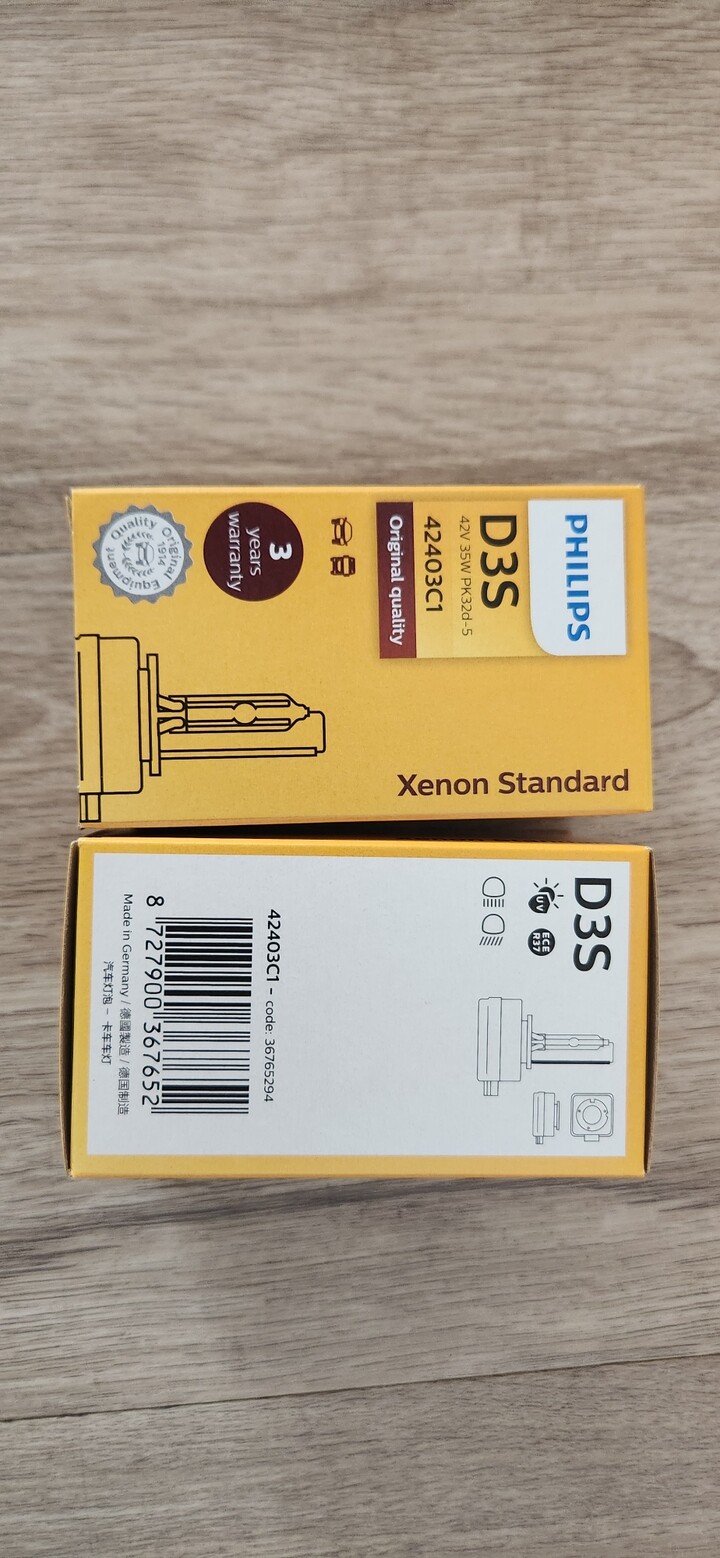 PHILIPS
D3S
42V 35W PK32d-5
42403C1
Original quality
3
years
warranty
Quality Original Equipment
1914
Xenon Standard
D3S
UV
ECE
R37
42403C1 - code: 36765294
8 727900 367652
Made in Germany / 德國製造 / 德国制造
汽车灯泡 - 卡车车灯